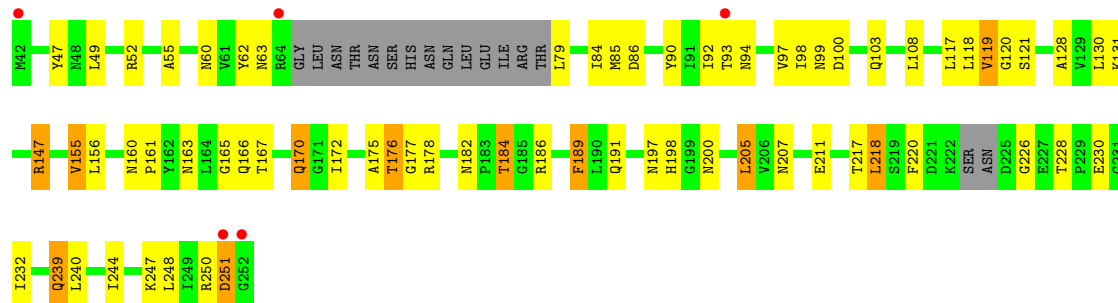 M42 Y47 N48 L49 R52 A55 N60 V61 Y62 N63 R64 GLY LEU ASN THR ASN SER HIS ASN GLN LEU GLU ILE ARG THR L79 I84 M85 D86 Y90 I91 I92 T93 N94 V97 I98 N99 D100 Q103 L108 L117 L118 V119 G120 S121 A128 V129 L130 K131
R147 V155 L156 N160 P161 Y162 N163 L164 G165 Q166 T167 Q170 G171 I172 A175 T176 G177 R178 N182 P183 T184 G185 R186 F189 L190 Q191 N197 H198 G199 N200 L205 V206 N207 E211 T217 L218 S219 F220 D221 K222 SER ASN D225 G226 E227 T228 P229 E230 G231
I232 Q239 L240 I244 K247 L248 I249 R250 D251 G252